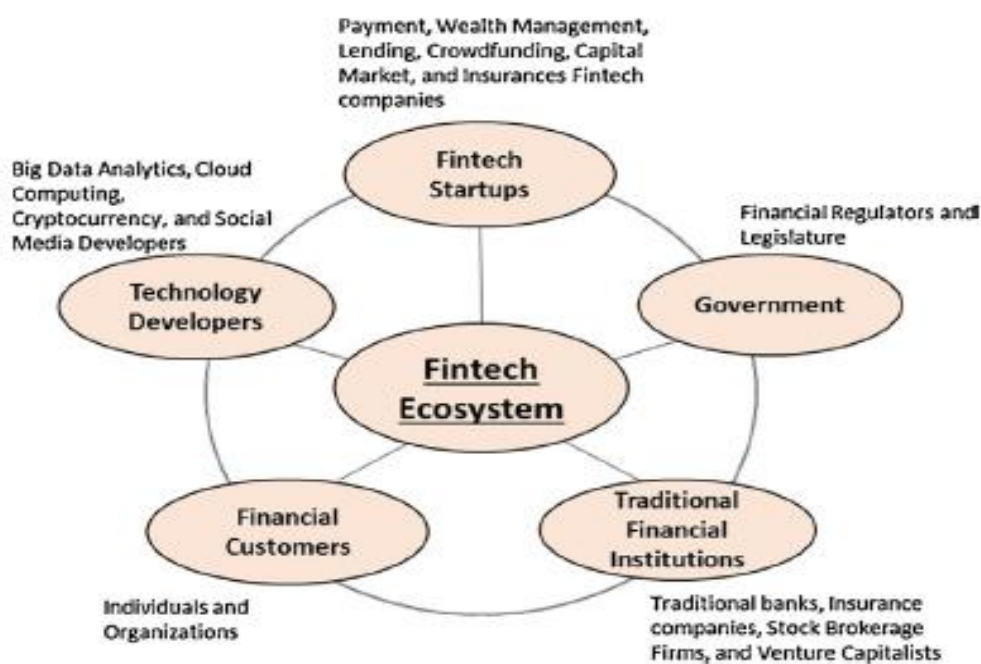 Payment, Wealth Management,
Lending, Crowdfunding, Capital
Market, and Insurances Fintech
companies
Fintech
Startups
Big Data Analytics, Cloud
Computing,
Cryptocurrency, and Social
Media Developers
Technology
Developers
Financial Regulators and
Legislature
Government
Fintech
Ecosystem
Financial
Customers
Individuals and
Organizations
Traditional
Financial
Institutions
Traditional banks, Insurance
companies, Stock Brokerage
Firms, and Venture Capitalists